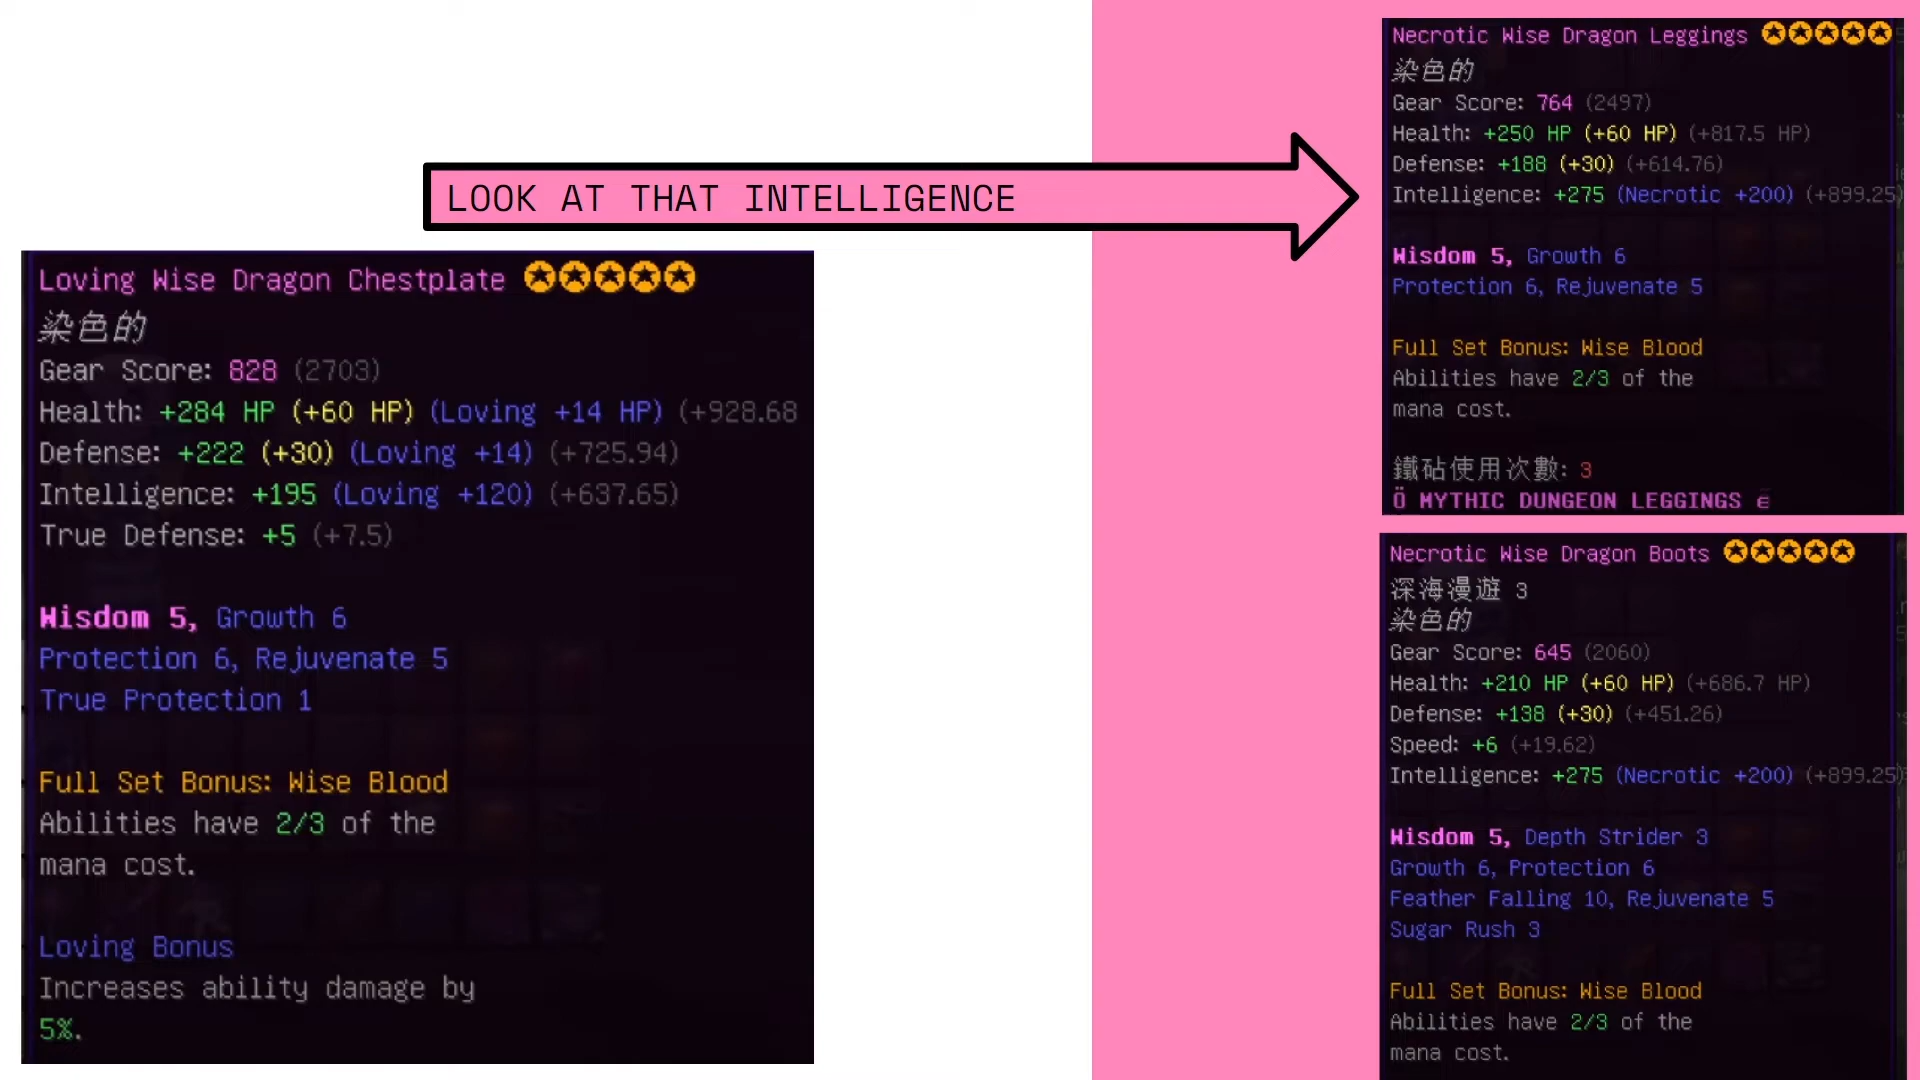 LOOK AT THAT INTELLIGENCE
Loving Wise Dragon Chestplate ✪✪✪✪✪
染色的
Gear Score: 828 (2703)
Health: +284 HP (+60 HP) (Loving +14 HP) (+928.68
Defense: +222 (+30) (Loving +14) (+725.94)
Intelligence: +195 (Loving +120) (+637.65)
True Defense: +5 (+7.5)
Wisdom 5, Growth 6
Protection 6, Rejuvenate 5
True Protection 1
Full Set Bonus: Wise Blood
Abilities have 2/3 of the
mana cost.
Loving Bonus
Increases ability damage by
5%.
Necrotic Wise Dragon Leggings ✪✪✪✪✪
染色的
Gear Score: 764 (2497)
Health: +250 HP (+60 HP) (+817.5 HP)
Defense: +188 (+30) (+614.76)
Intelligence: +275 (Necrotic +200) (+899.25)
Wisdom 5, Growth 6
Protection 6, Rejuvenate 5
Full Set Bonus: Wise Blood
Abilities have 2/3 of the
mana cost.
鐵砧使用次數: 3
MYTHIC DUNGEON LEGGINGS
Necrotic Wise Dragon Boots ✪✪✪✪✪
深海漫遊 3
染色的
Gear Score: 645 (2060)
Health: +210 HP (+60 HP) (+686.7 HP)
Defense: +138 (+30) (+451.26)
Speed: +6 (+19.62)
Intelligence: +275 (Necrotic +200) (+899.25)
Wisdom 5, Depth Strider 3
Growth 6, Protection 6
Feather Falling 10, Rejuvenate 5
Sugar Rush 3
Full Set Bonus: Wise Blood
Abilities have 2/3 of the
mana cost.